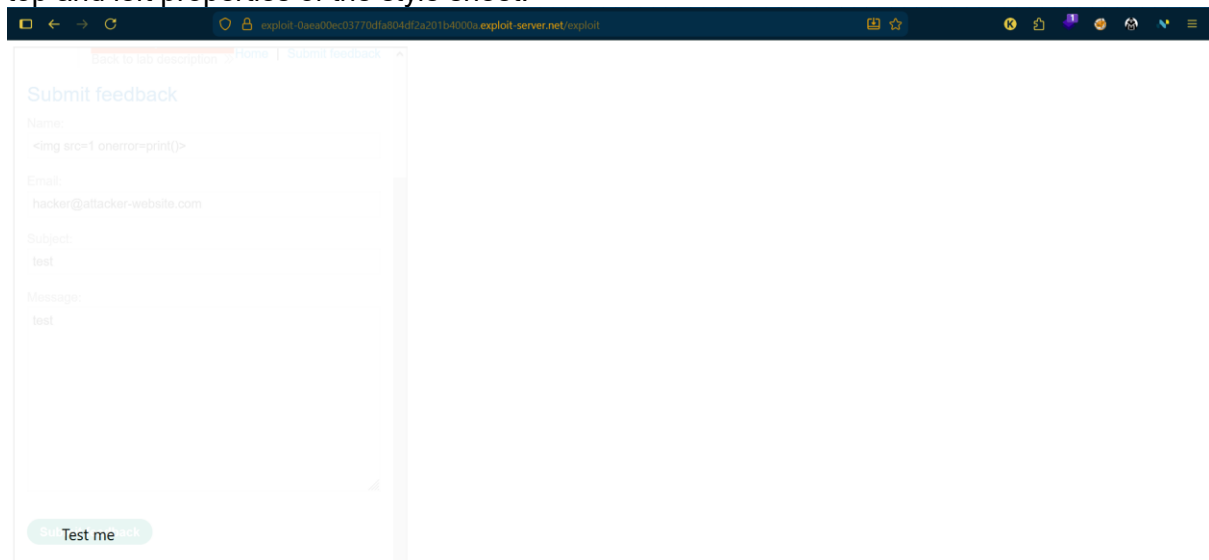 top and left properties of the style sheet.
exploit-0aea00ec03770dfa804df2a201b4000a.exploit-server.net/exploit
Back to lab description Home | Submit feedback
Submit feedback
Name:
<img src=1 onerror=print()>
Email:
hacker@attacker-website.com
Subject:
test
Message:
test
Test me